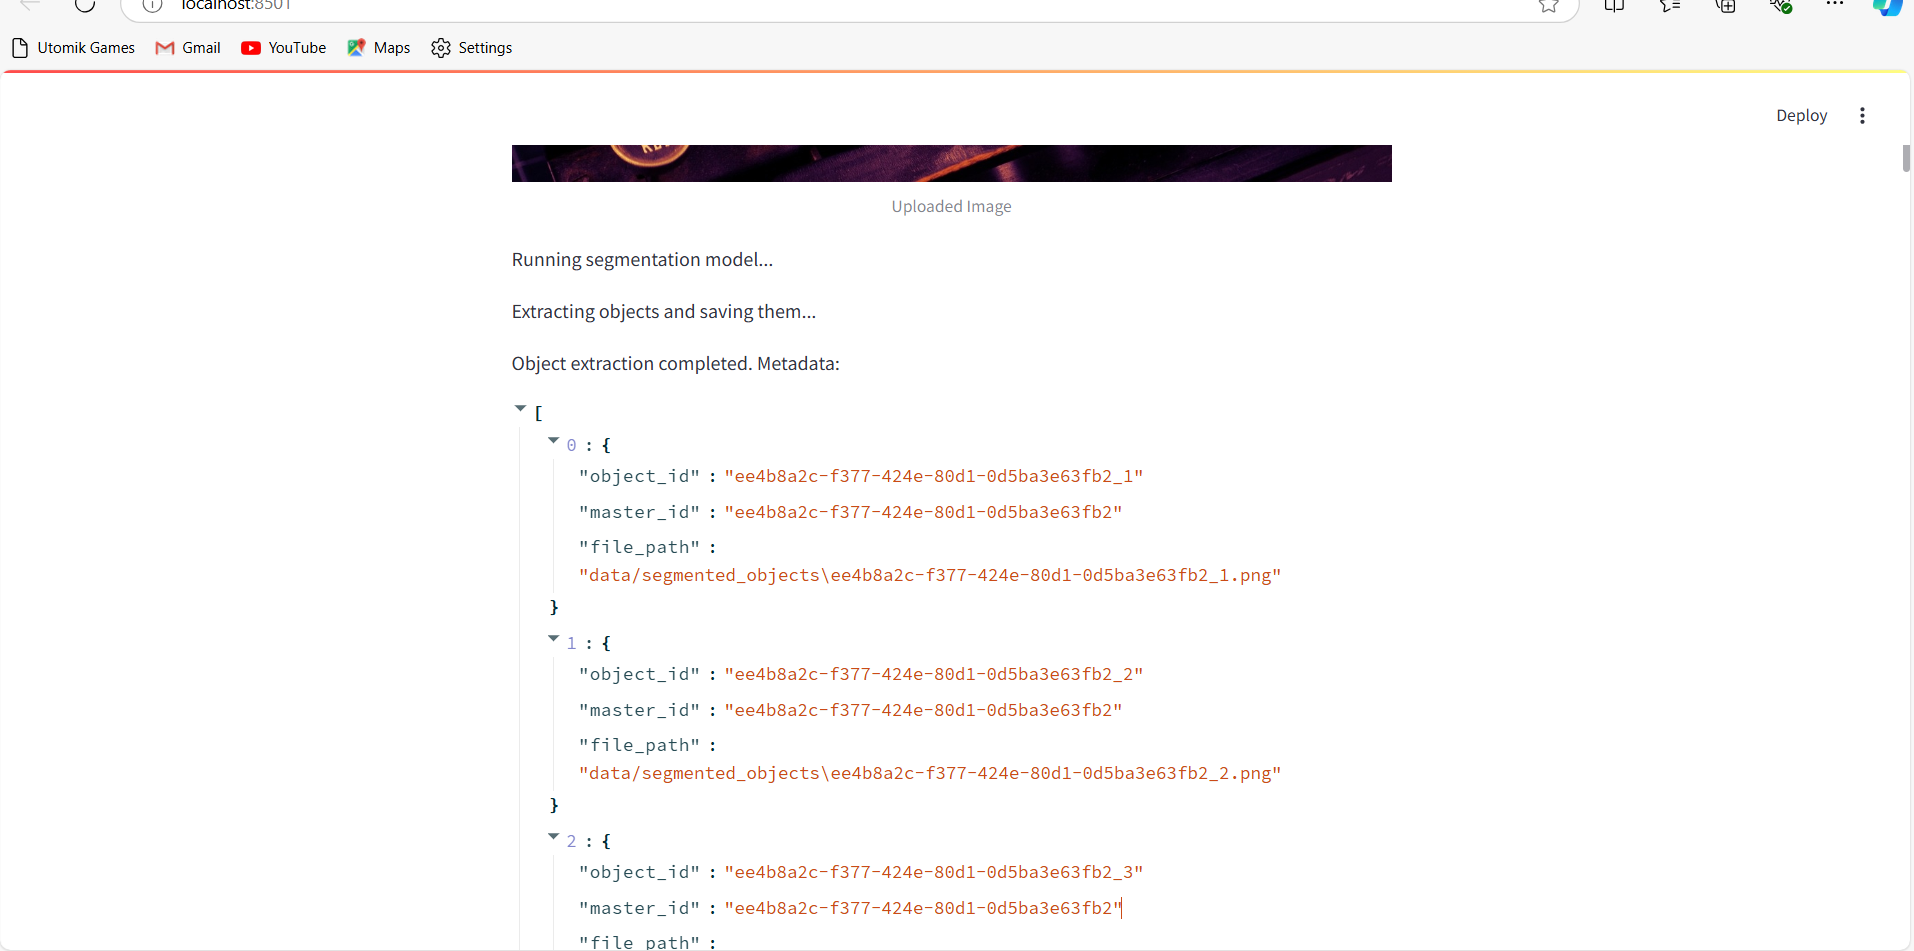 localhost:8501
Utomik Games Gmail YouTube Maps Settings
Deploy
Uploaded Image
Running segmentation model...
Extracting objects and saving them...
Object extraction completed. Metadata:
[
0 : {
"object_id" : "ee4b8a2c-f377-424e-80d1-0d5ba3e63fb2_1"
"master_id" : "ee4b8a2c-f377-424e-80d1-0d5ba3e63fb2"
"file_path" :
"data/segmented_objects\ee4b8a2c-f377-424e-80d1-0d5ba3e63fb2_1.png"
}
1 : {
"object_id" : "ee4b8a2c-f377-424e-80d1-0d5ba3e63fb2_2"
"master_id" : "ee4b8a2c-f377-424e-80d1-0d5ba3e63fb2"
"file_path" :
"data/segmented_objects\ee4b8a2c-f377-424e-80d1-0d5ba3e63fb2_2.png"
}
2 : {
"object_id" : "ee4b8a2c-f377-424e-80d1-0d5ba3e63fb2_3"
"master_id" : "ee4b8a2c-f377-424e-80d1-0d5ba3e63fb2"
"file_path" :